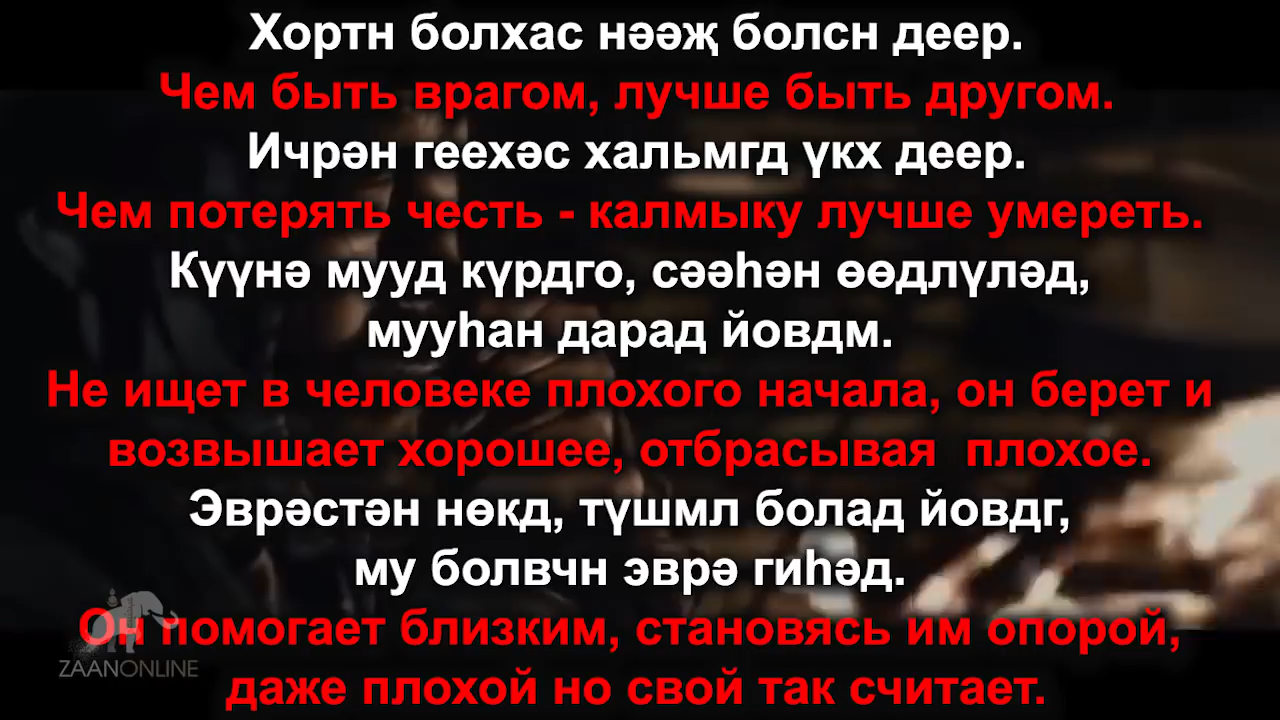 Хортн болхас нәәҗ болсн деер.
Чем быть врагом, лучше быть другом.
Ичрән геехәс хальмгд үкх деер.
Чем потерять честь - калмыку лучше умереть.
Күүнә мууд күрдго, сәәһән өөдлүләд,
мууһан дарад йовдм.
Не ищет в человеке плохого начала, он берет и
возвышает хорошее, отбрасывая  плохое.
Эврәстән нөкд, түшмл болад йовдг,
му болвчн эврә гиһәд.
Он помогает близким, становясь им опорой,
даже плохой но свой так считает.
ZAANONLINE